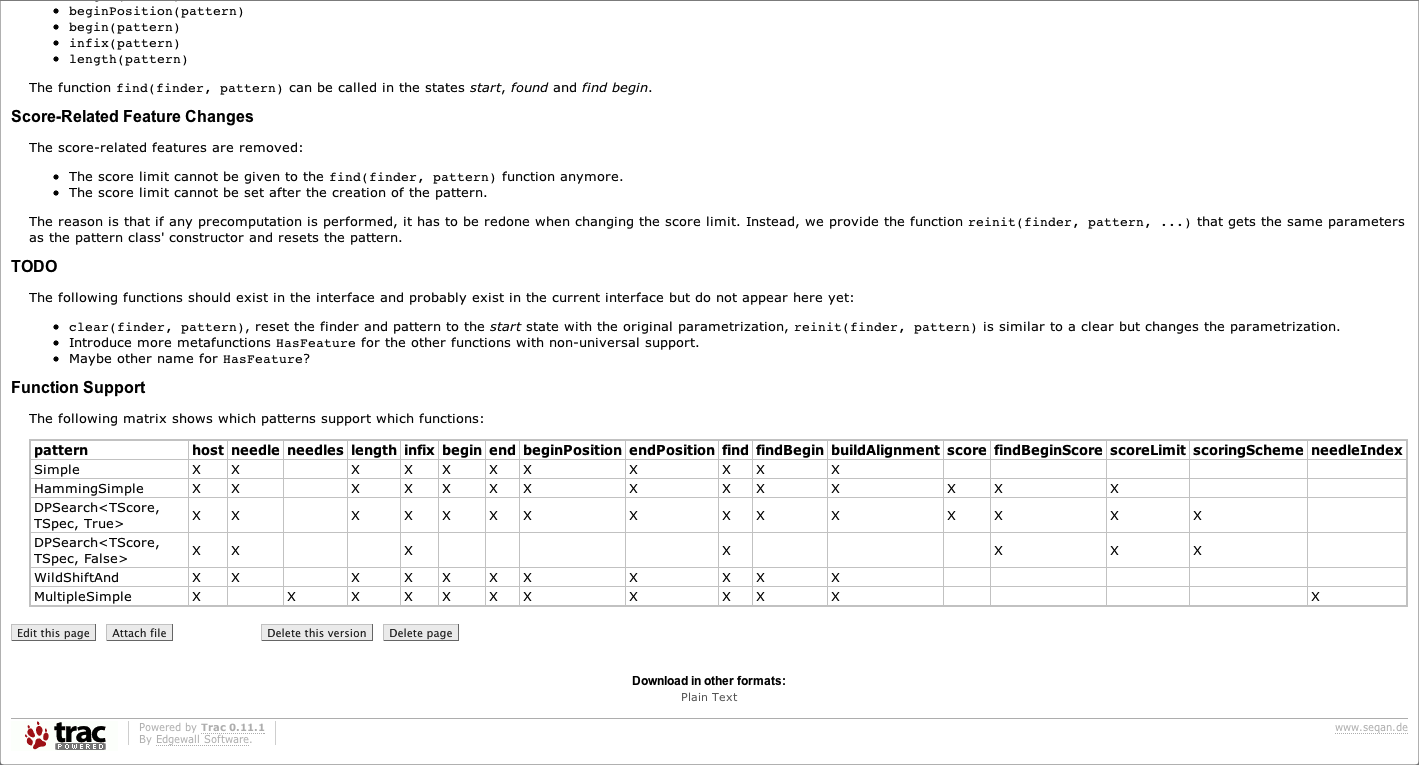 • beginPosition(pattern)
• begin(pattern)
• infix(pattern)
• length(pattern)
The function find(finder, pattern) can be called in the states start, found and find begin.
Score-Related Feature Changes
The score-related features are removed:
• The score limit cannot be given to the find(finder, pattern) function anymore.
• The score limit cannot be set after the creation of the pattern.
The reason is that if any precomputation is performed, it has to be redone when changing the score limit. Instead, we provide the function reinit(finder, pattern, ...) that gets the same parameters
as the pattern class' constructor and resets the pattern.
TODO
The following functions should exist in the interface and probably exist in the current interface but do not appear here yet:
• clear(finder, pattern), reset the finder and pattern to the start state with the original parametrization, reinit(finder, pattern) is similar to a clear but changes the parametrization.
• Introduce more metafunctions HasFeature for the other functions with non-universal support.
• Maybe other name for HasFeature?
Function Support
The following matrix shows which patterns support which functions:
pattern host needle needles length infix begin end beginPosition endPosition find findBegin buildAlignment score findBeginScore scoreLimit scoringScheme needleIndex
Simple X X X X X X X X X X X
HammingSimple X X X X X X X X X X X X X X
DPSearch<TScore,
TSpec, True> X X X X X X X X X X X X X X X
DPSearch<TScore,
TSpec, False> X X X X X X X
WildShiftAnd X X X X X X X X X X X
MultipleSimple X X X X X X X X X X X X
Edit this page Attach file Delete this version Delete page
Download in other formats:
Plain Text
trac
POWERED
Powered by Trac 0.11.1
By Edgewall Software.
www.seqan.de